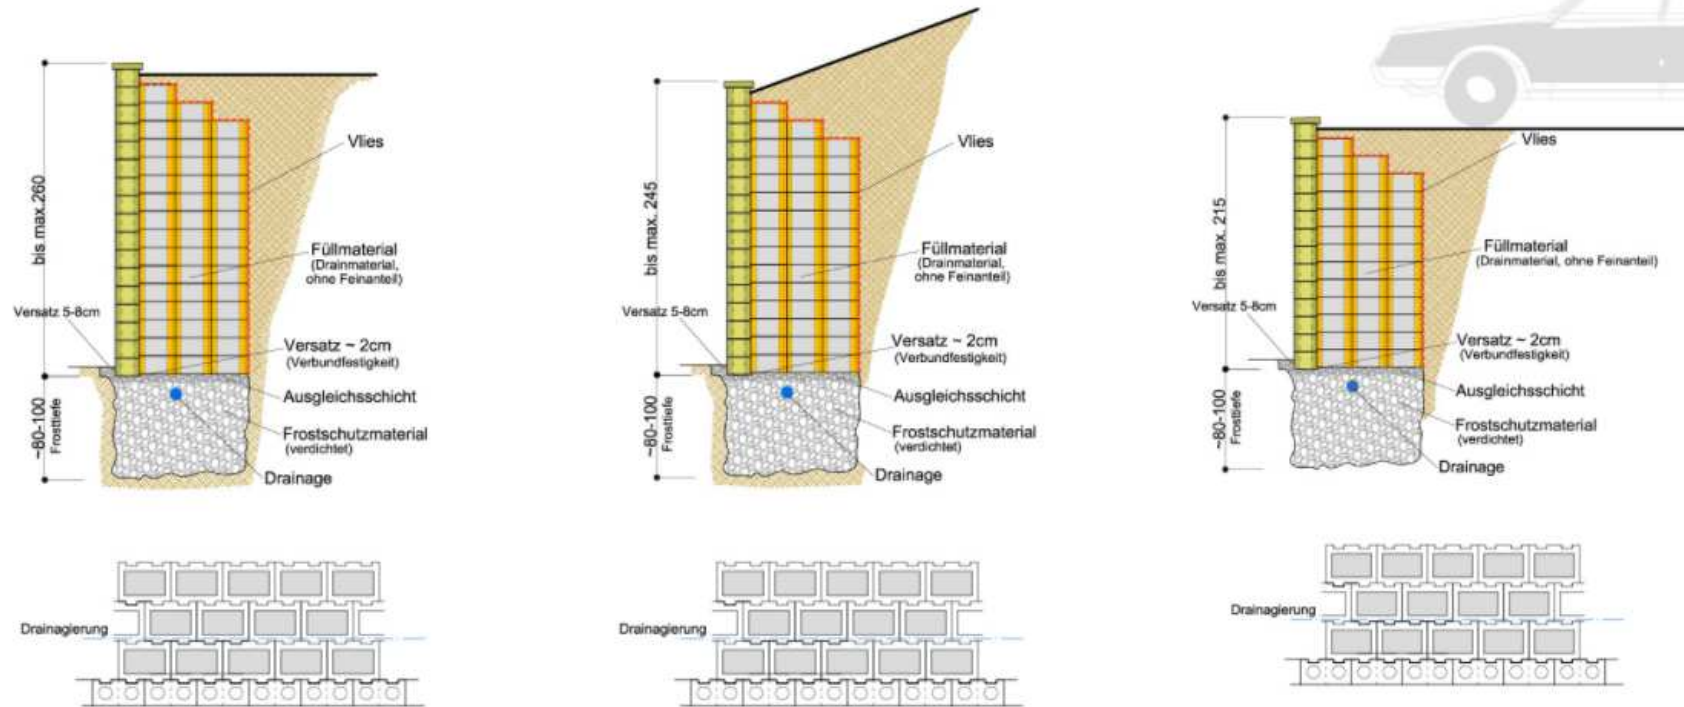 bis max.260
Vlies
Füllmaterial
(Drainmaterial,
ohne Feinanteil)
Versatz 5-8cm
Versatz ~ 2cm
(Verbundfestigkeit)
Ausgleichsschicht
~80-100
Frosttiefe
Frostschutzmaterial
(verdichtet)
Drainage
Drainagierung
bis max. 245
Vlies
Füllmaterial
(Drainmaterial,
ohne Feinanteil)
Versatz 5-8cm
Versatz ~ 2cm
(Verbundfestigkeit)
Ausgleichsschicht
~80-100
Frosttiefe
Frostschutzmaterial
(verdichtet)
Drainage
Drainagierung
bis max. 215
Vlies
Füllmaterial
(Drainmaterial, ohne Feinanteil)
Versatz 5-8cm
Versatz ~ 2cm
(Verbundfestigkeit)
Ausgleichsschicht
~80-100
Frosttiefe
Frostschutzmaterial
(verdichtet)
Drainage
Drainagierung